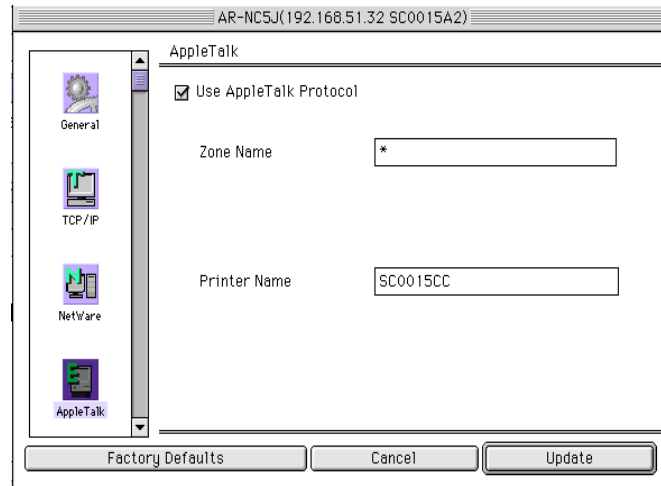 AR-NC5J(192.168.51.32 SC0015A2)
AppleTalk
General
TCP/IP
NetWare
AppleTalk
Use AppleTalk Protocol
Zone Name
*
Printer Name
SC0015CC
Factory Defaults
Cancel
Update